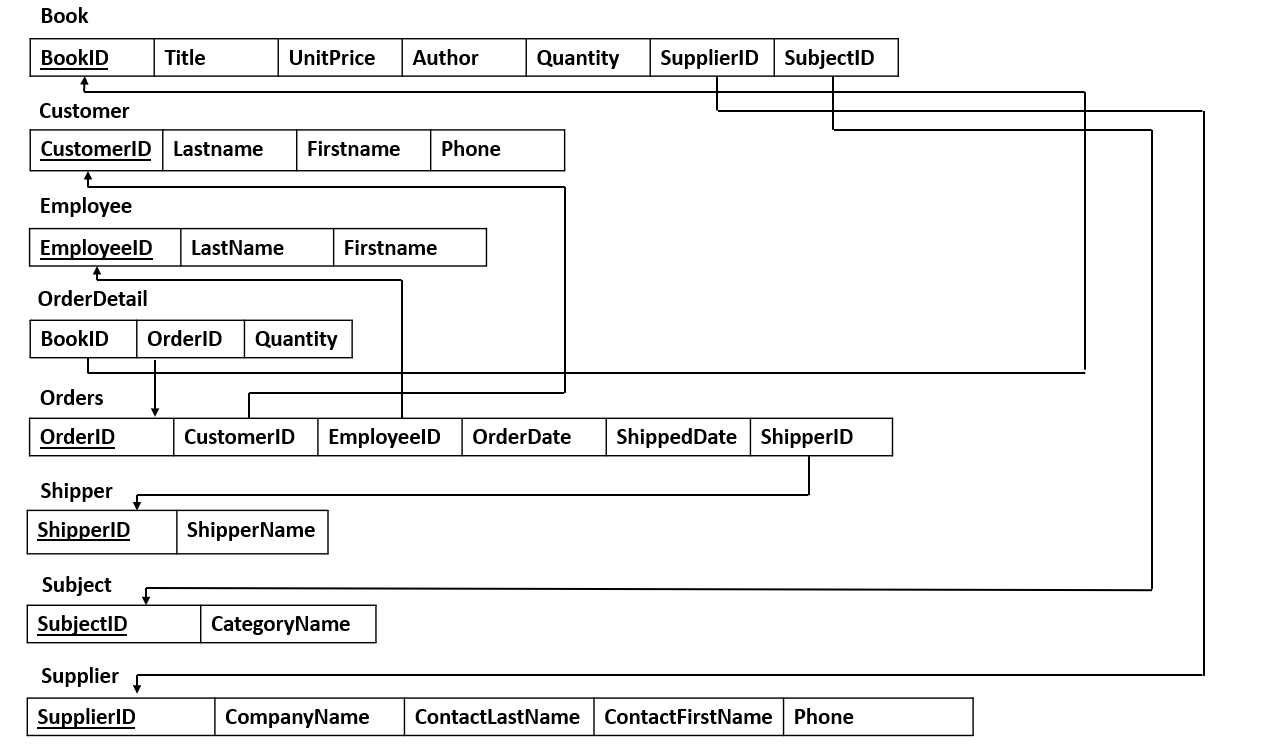 Book
BookID Title UnitPrice Author Quantity SupplierID SubjectID
Customer
CustomerID Lastname Firstname Phone
Employee
EmployeeID LastName Firstname
OrderDetail
BookID OrderID Quantity
Orders
OrderID CustomerID EmployeeID OrderDate ShippedDate ShipperID
Shipper
ShipperID ShipperName
Subject
SubjectID CategoryName
Supplier
SupplierID CompanyName ContactLastName ContactFirstName Phone